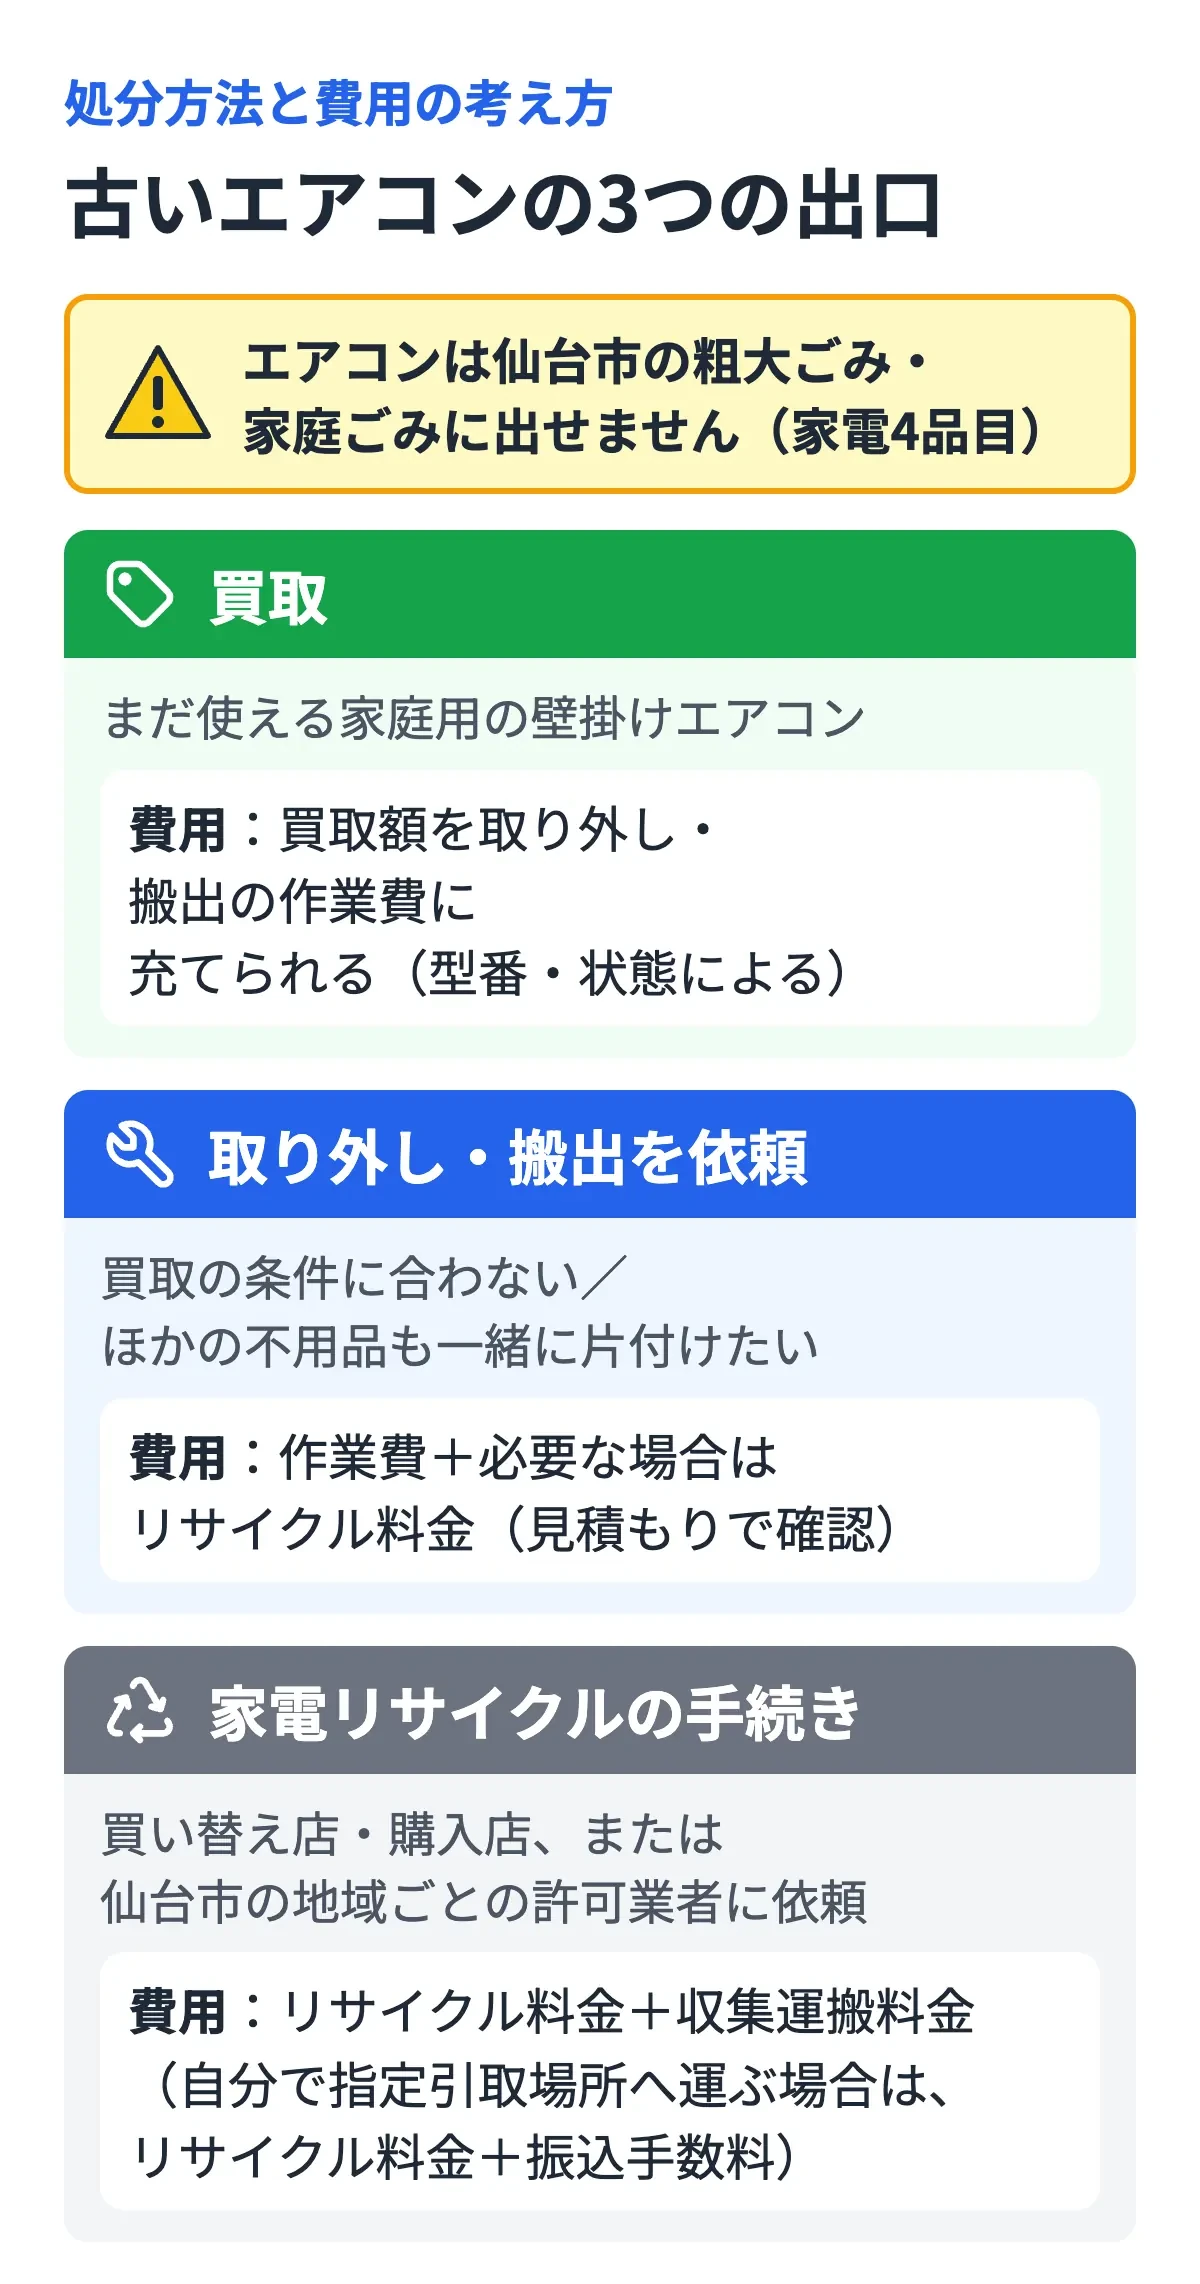 処分方法と費用の考え方
古いエアコンの3つの出口
エアコンは仙台市の粗大ごみ・
家庭ごみに出せません（家電4品目）
買取
まだ使える家庭用の壁掛けエアコン
費用：買取額を取り外し・
搬出の作業費に
充てられる（型番・状態による）
取り外し・搬出を依頼
買取の条件に合わない／
ほかの不用品も一緒に片付けたい
費用：作業費＋必要な場合は
リサイクル料金（見積もりで確認）
家電リサイクルの手続き
買い替え店・購入店、または
仙台市の地域ごとの許可業者に依頼
費用：リサイクル料金＋収集運搬料金
（自分で指定引取場所へ運ぶ場合は、
リサイクル料金＋振込手数料）